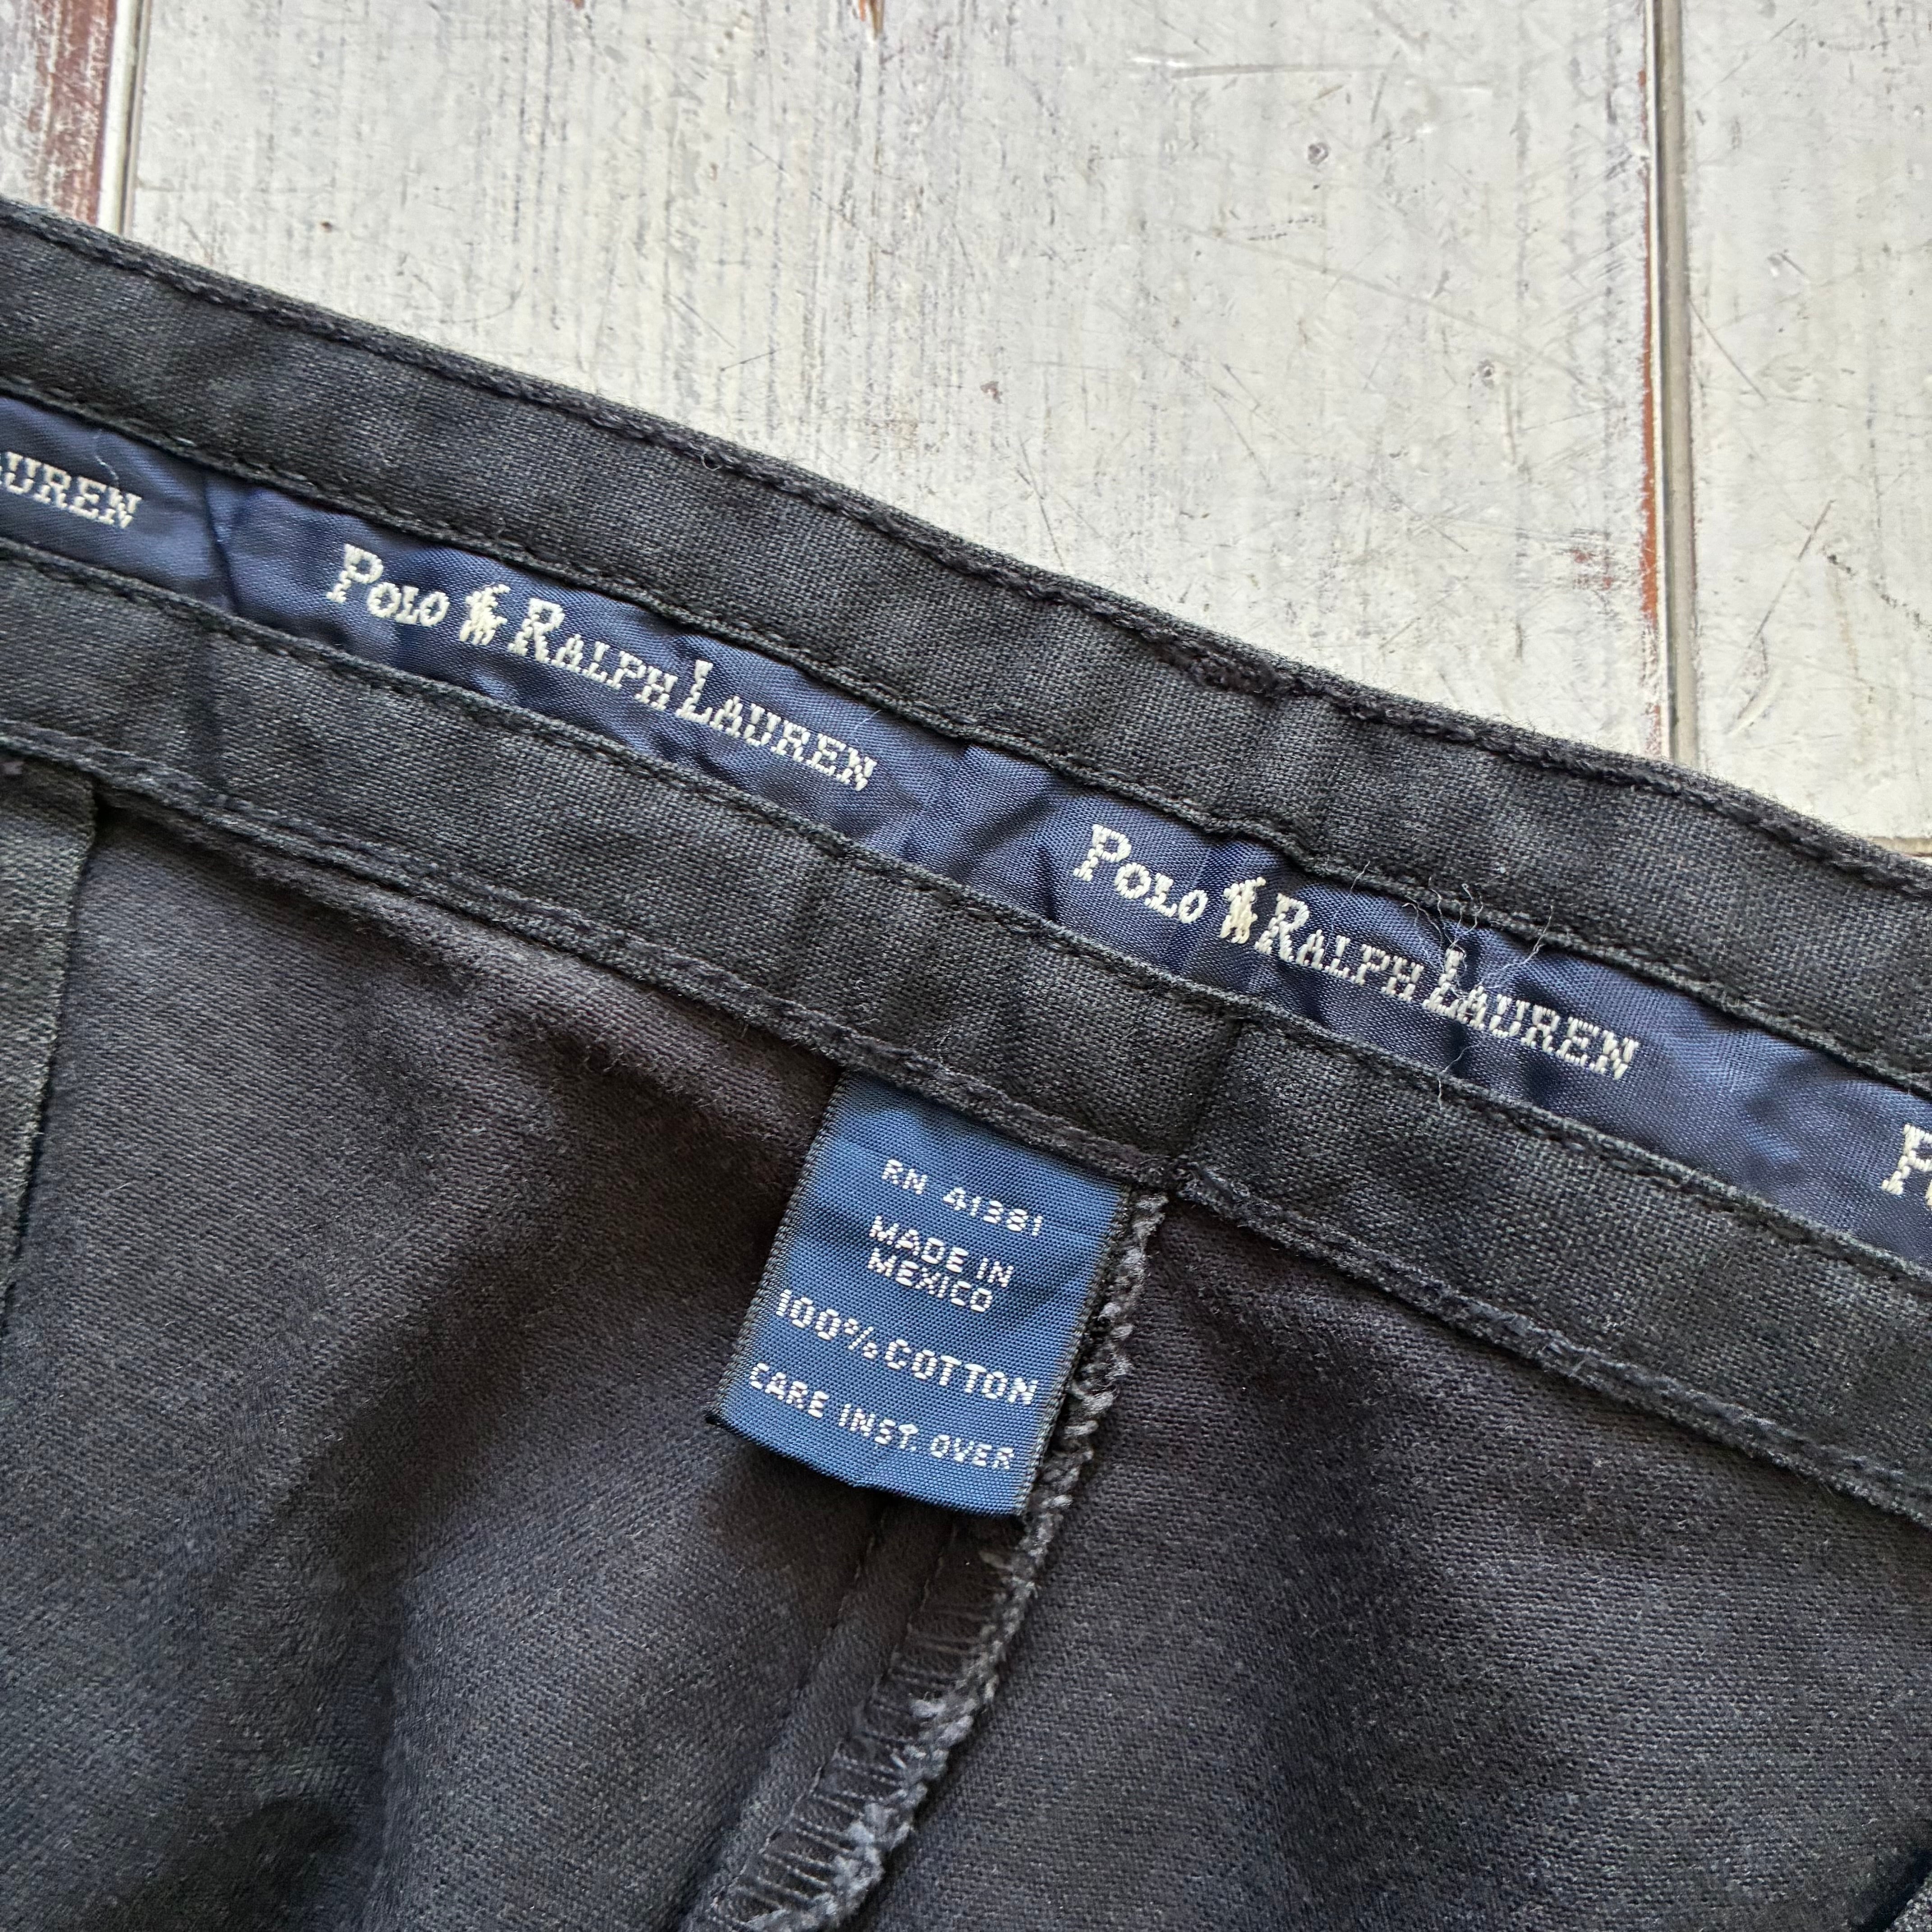 LAUREN
POLO RALPH LAUREN
POLO RALPH LAUREN
P
RN 41381
MADE IN
MEXICO
100% COTTON
CARE INST. OVER